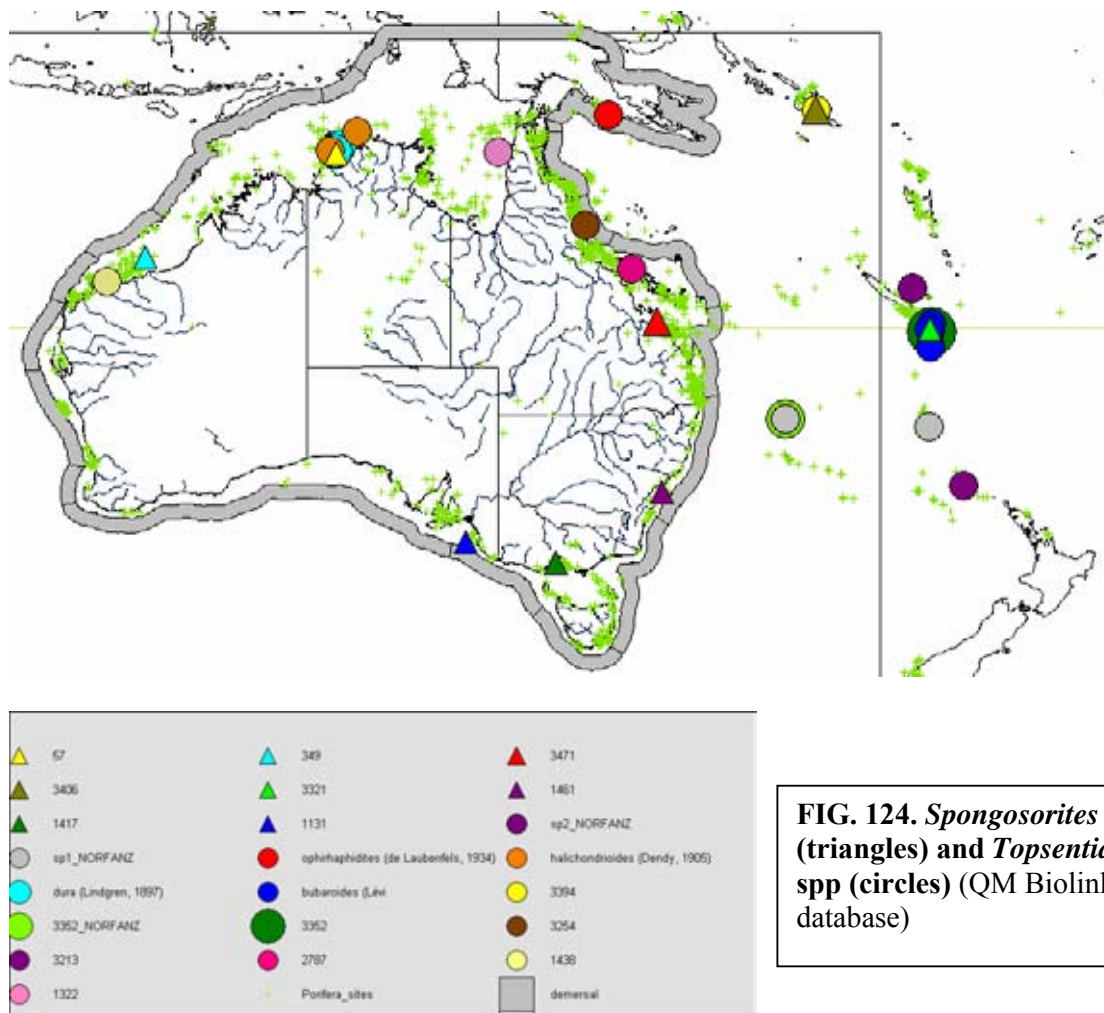 57 349 3471
3406 3321 1461
1417 1131 sp2_NORFANZ
sp1_NORFANZ ophirhaphidites (de Laubenfels, 1934) halichondrioides (Dendy, 1905)
dura (Lindgren, 1897) bubaroides (Lévi 3394
3352_NORFANZ 3352 3254
3213 2787 1438
1322 Porifera_sites demersal
FIG. 124. Spongosorites
(triangles) and Topsentia
spp (circles) (QM Biolink
database)